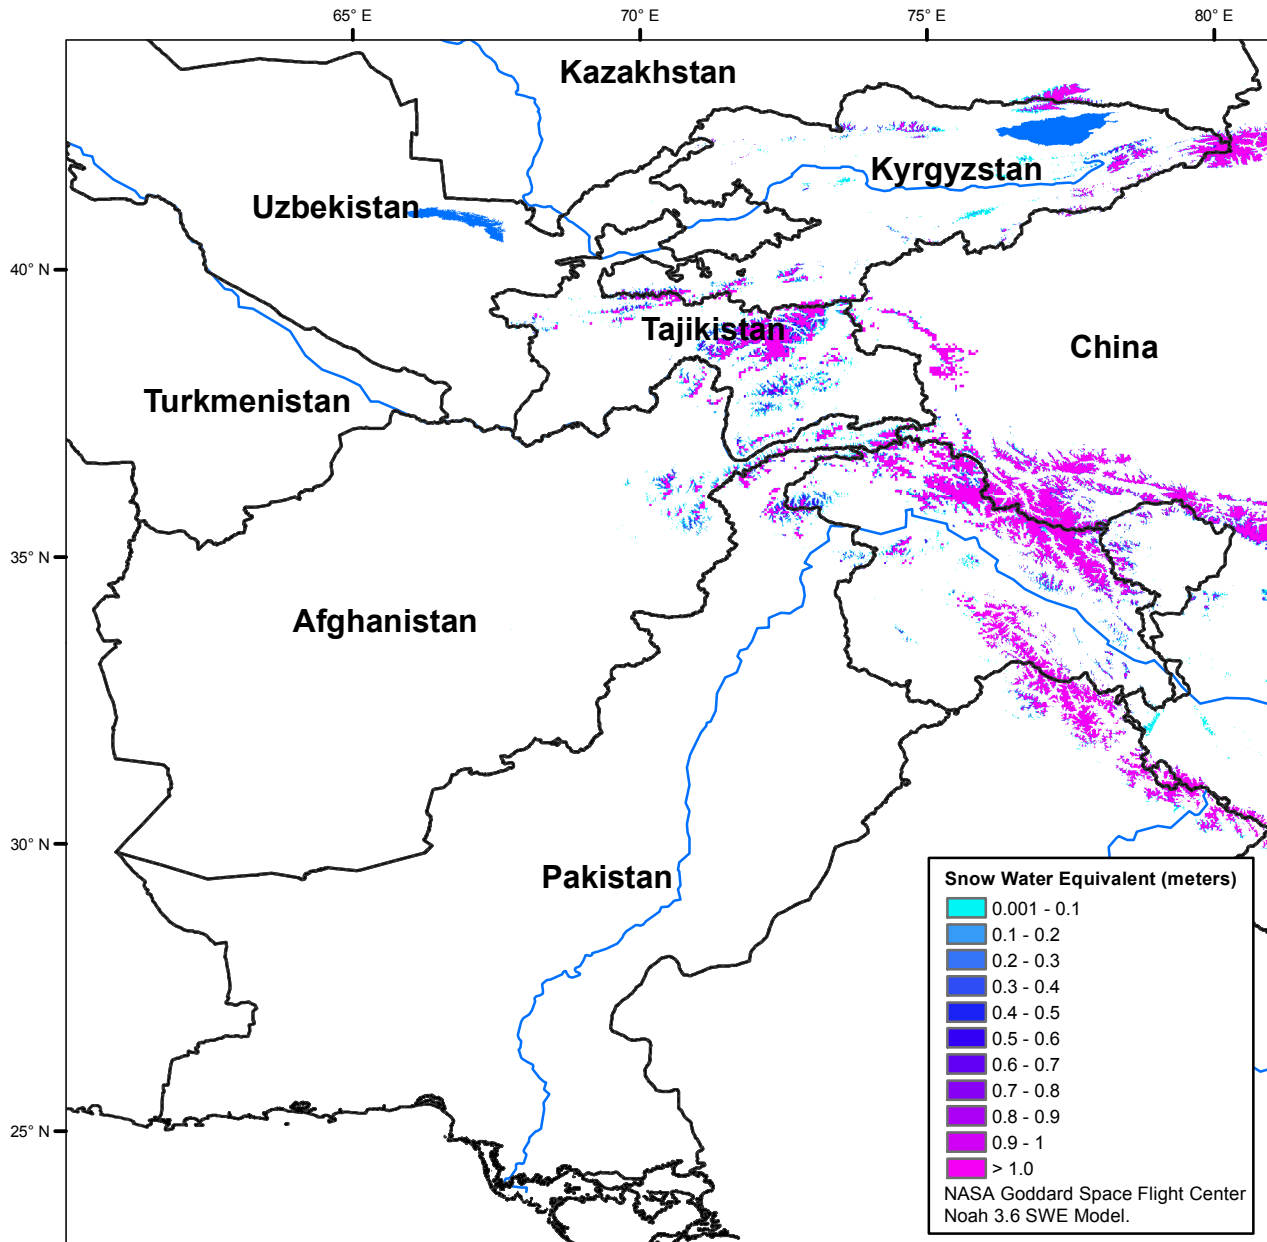 65° E
70° E
75° E
80° E
Kazakhstan
Kyrgyzstan
Uzbekistan
40° N
Tajikistan
China
Turkmenistan
35° N
Afghanistan
30° N
Pakistan
Snow Water Equivalent (meters)
0.001 - 0.1
0.1 - 0.2
0.2 - 0.3
0.3 - 0.4
0.4 - 0.5
0.5 - 0.6
0.6 - 0.7
0.7 - 0.8
0.8 - 0.9
0.9 - 1
> 1.0
25° N
NASA Goddard Space Flight Center
Noah 3.6 SWE Model.